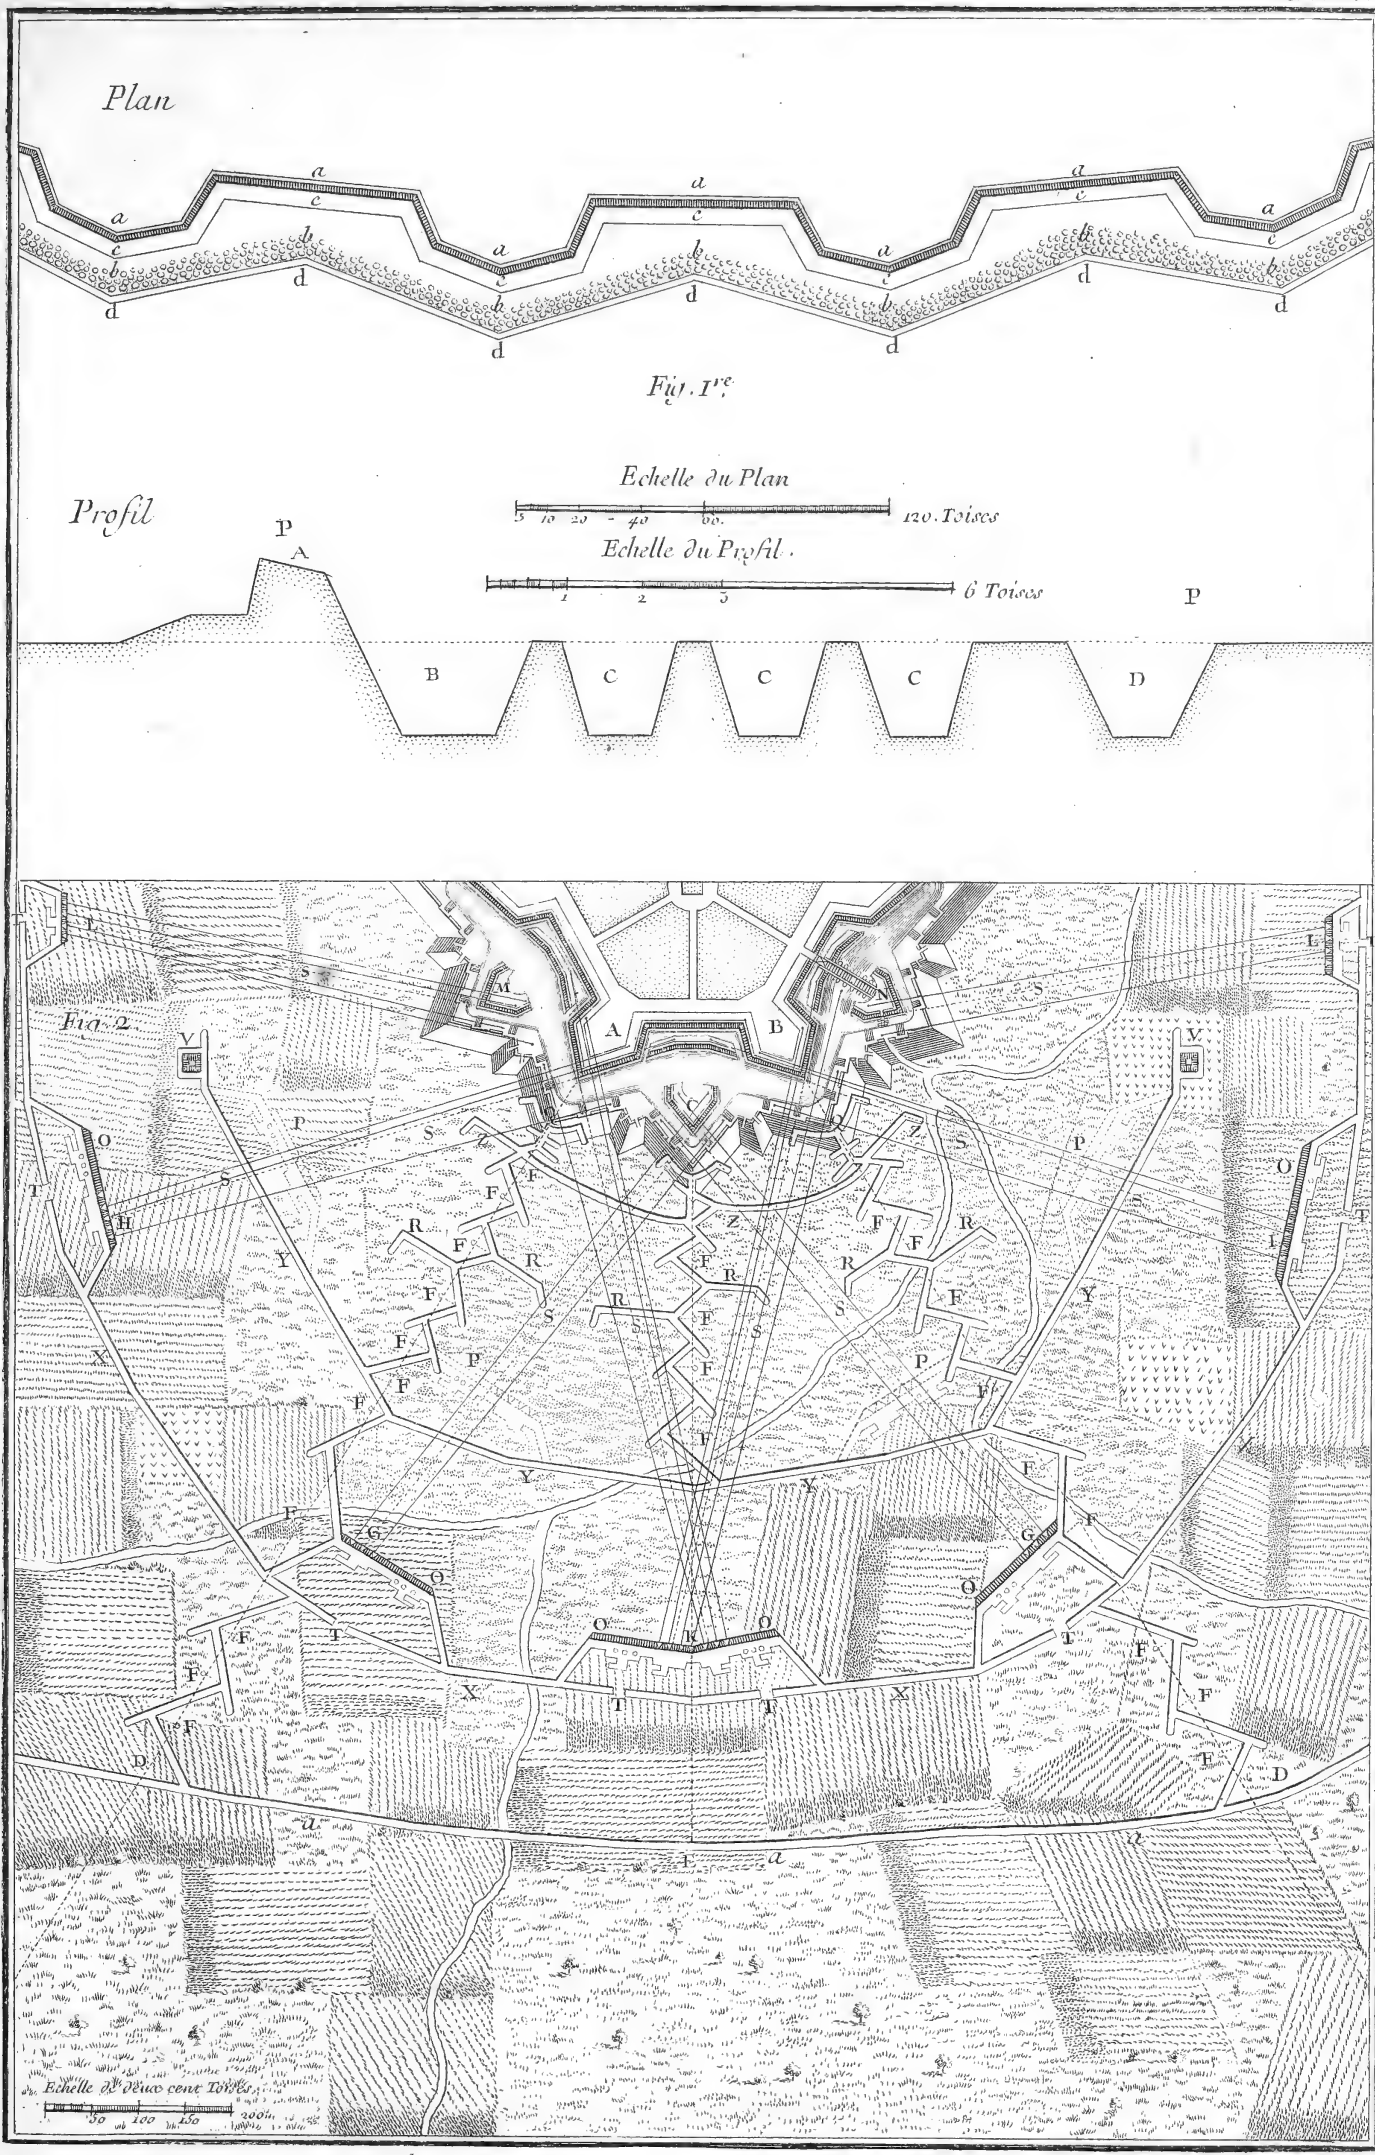 Plan
a a a
c c c
a a a a
c c c e
b b b
b b b b
d d d
d d d d
Fig. 1re.
Profil
Echelle du Plan
5 10 20 40 60. 120. Toises
Echelle du Profil.
1 2 3 6 Toises
P P
A
B C C C D
L L
S S
M N
Fig. 2.
A B
V V
C
O P S Z Z S P O
T H S F F S I T
R F Z F R
Y F R F F R Y
F S R R F S F
F S F S
X F P F P
F F F
F
Y Y F
F G G F
O O
O K O
F T T F
F X T T X F
F F
D D
a a
a
Echelle de deux cent Toises.
50 100 150 200